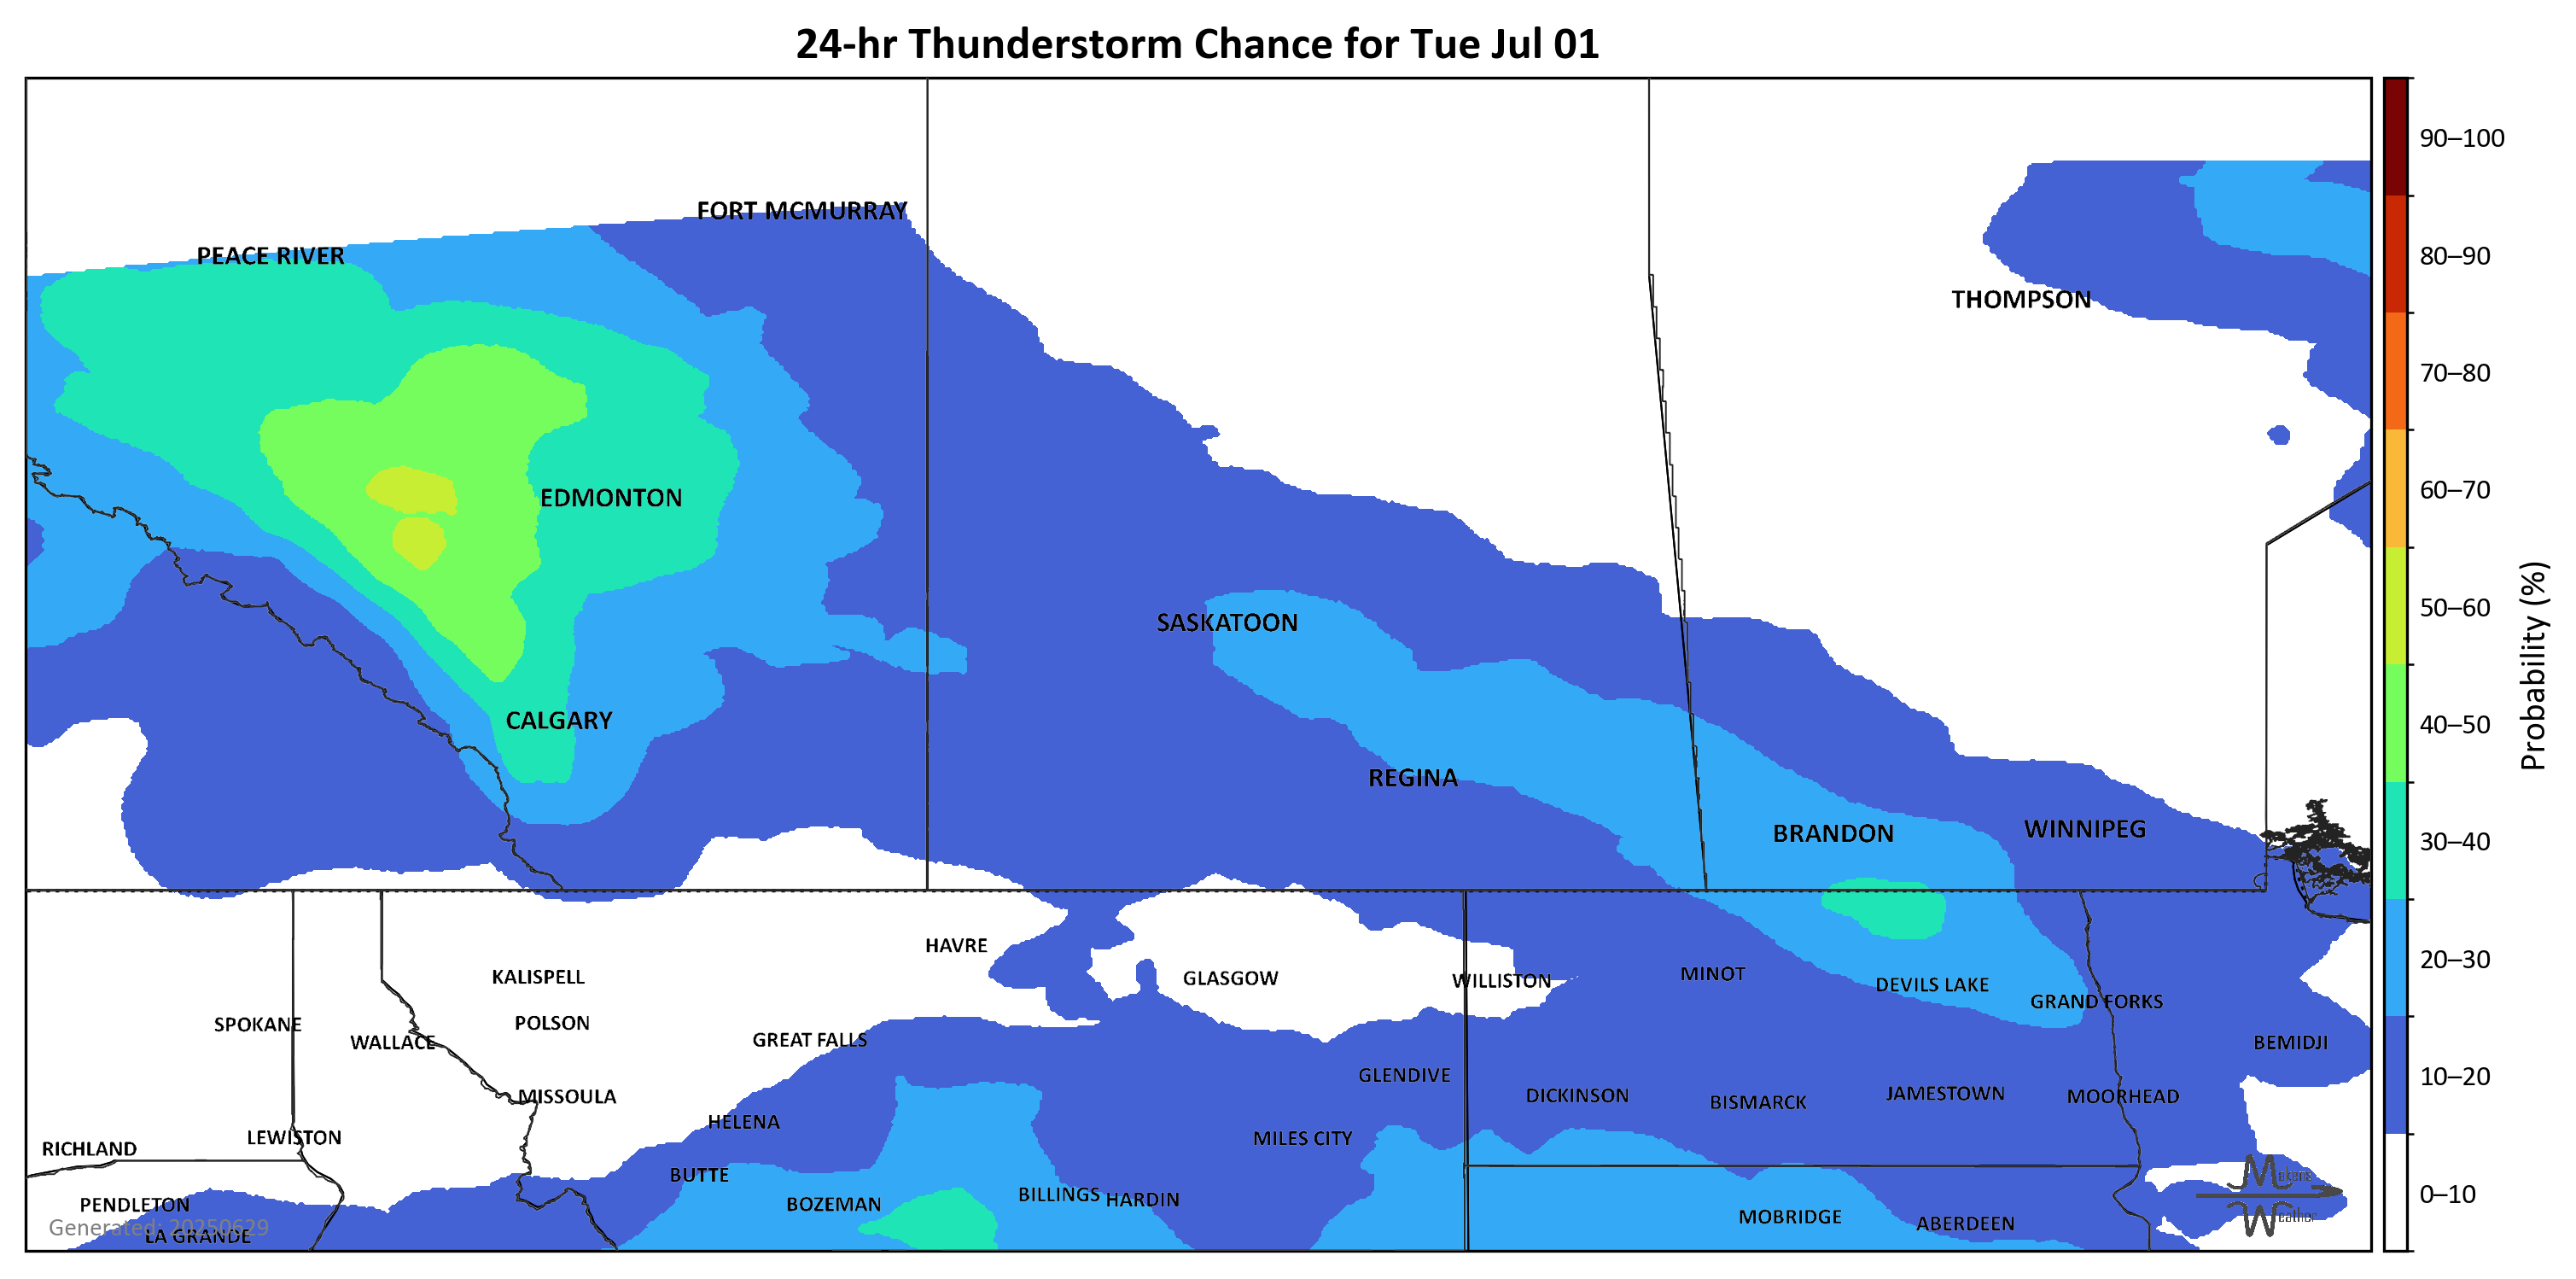 24-hr Thunderstorm Chance for Tue Jul 01
90–100
FORT MCMURRAY
PEACE RIVER
80–90
THOMPSON
70–80
60–70
EDMONTON
50–60
SASKATOON
Probability (%)
CALGARY
40–50
REGINA
WINNIPEG
BRANDON
30–40
HAVRE
20–30
KALISPELL
GLASGOW
WILLISTON
MINOT
DEVILS LAKE
GRAND FORKS
SPOKANE
POLSON
WALLACE
GREAT FALLS
BEMIDJI
GLENDIVE
10–20
MISSOULA
DICKINSON
BISMARCK
JAMESTOWN
MOORHEAD
HELENA
LEWISTON
MILES CITY
RICHLAND
BUTTE
BILLINGS
HARDIN
0–10
PENDLETON
BOZEMAN
MOBRIDGE
ABERDEEN
Generated: 20250629
LA GRANDE
Mekens
Weather